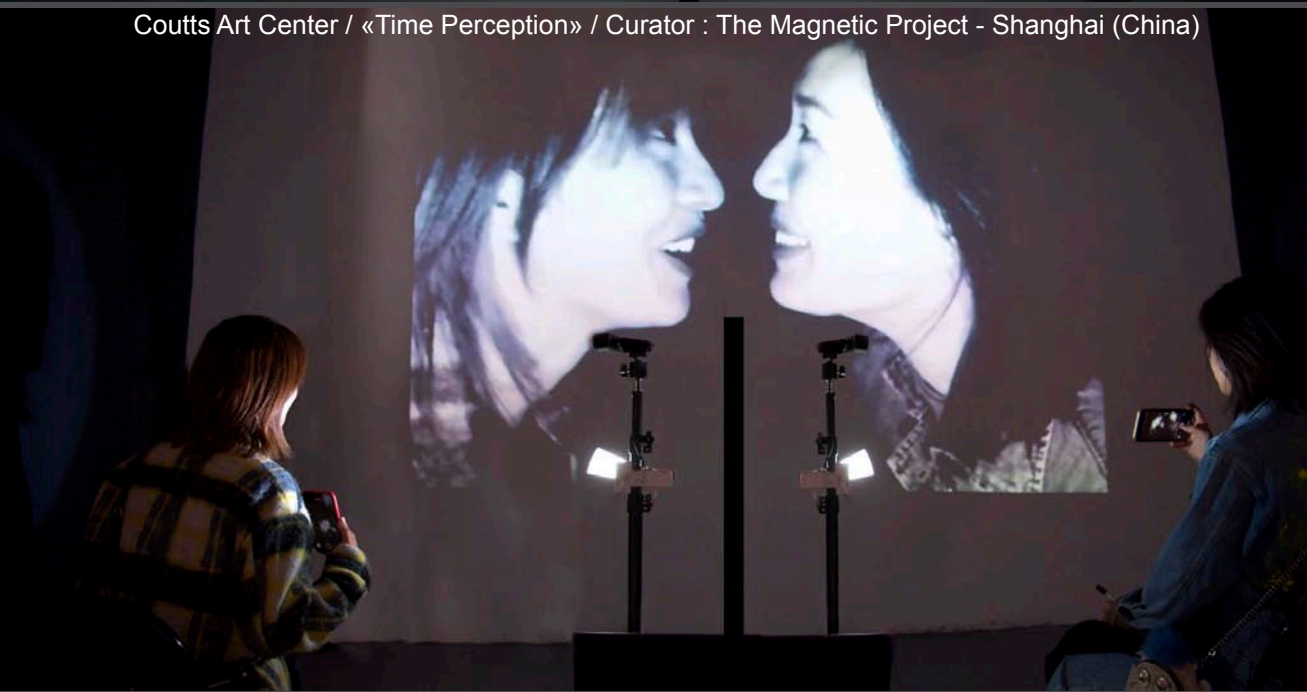 Coutts Art Center / «Time Perception» / Curator : The Magnetic Project - Shanghai (China)